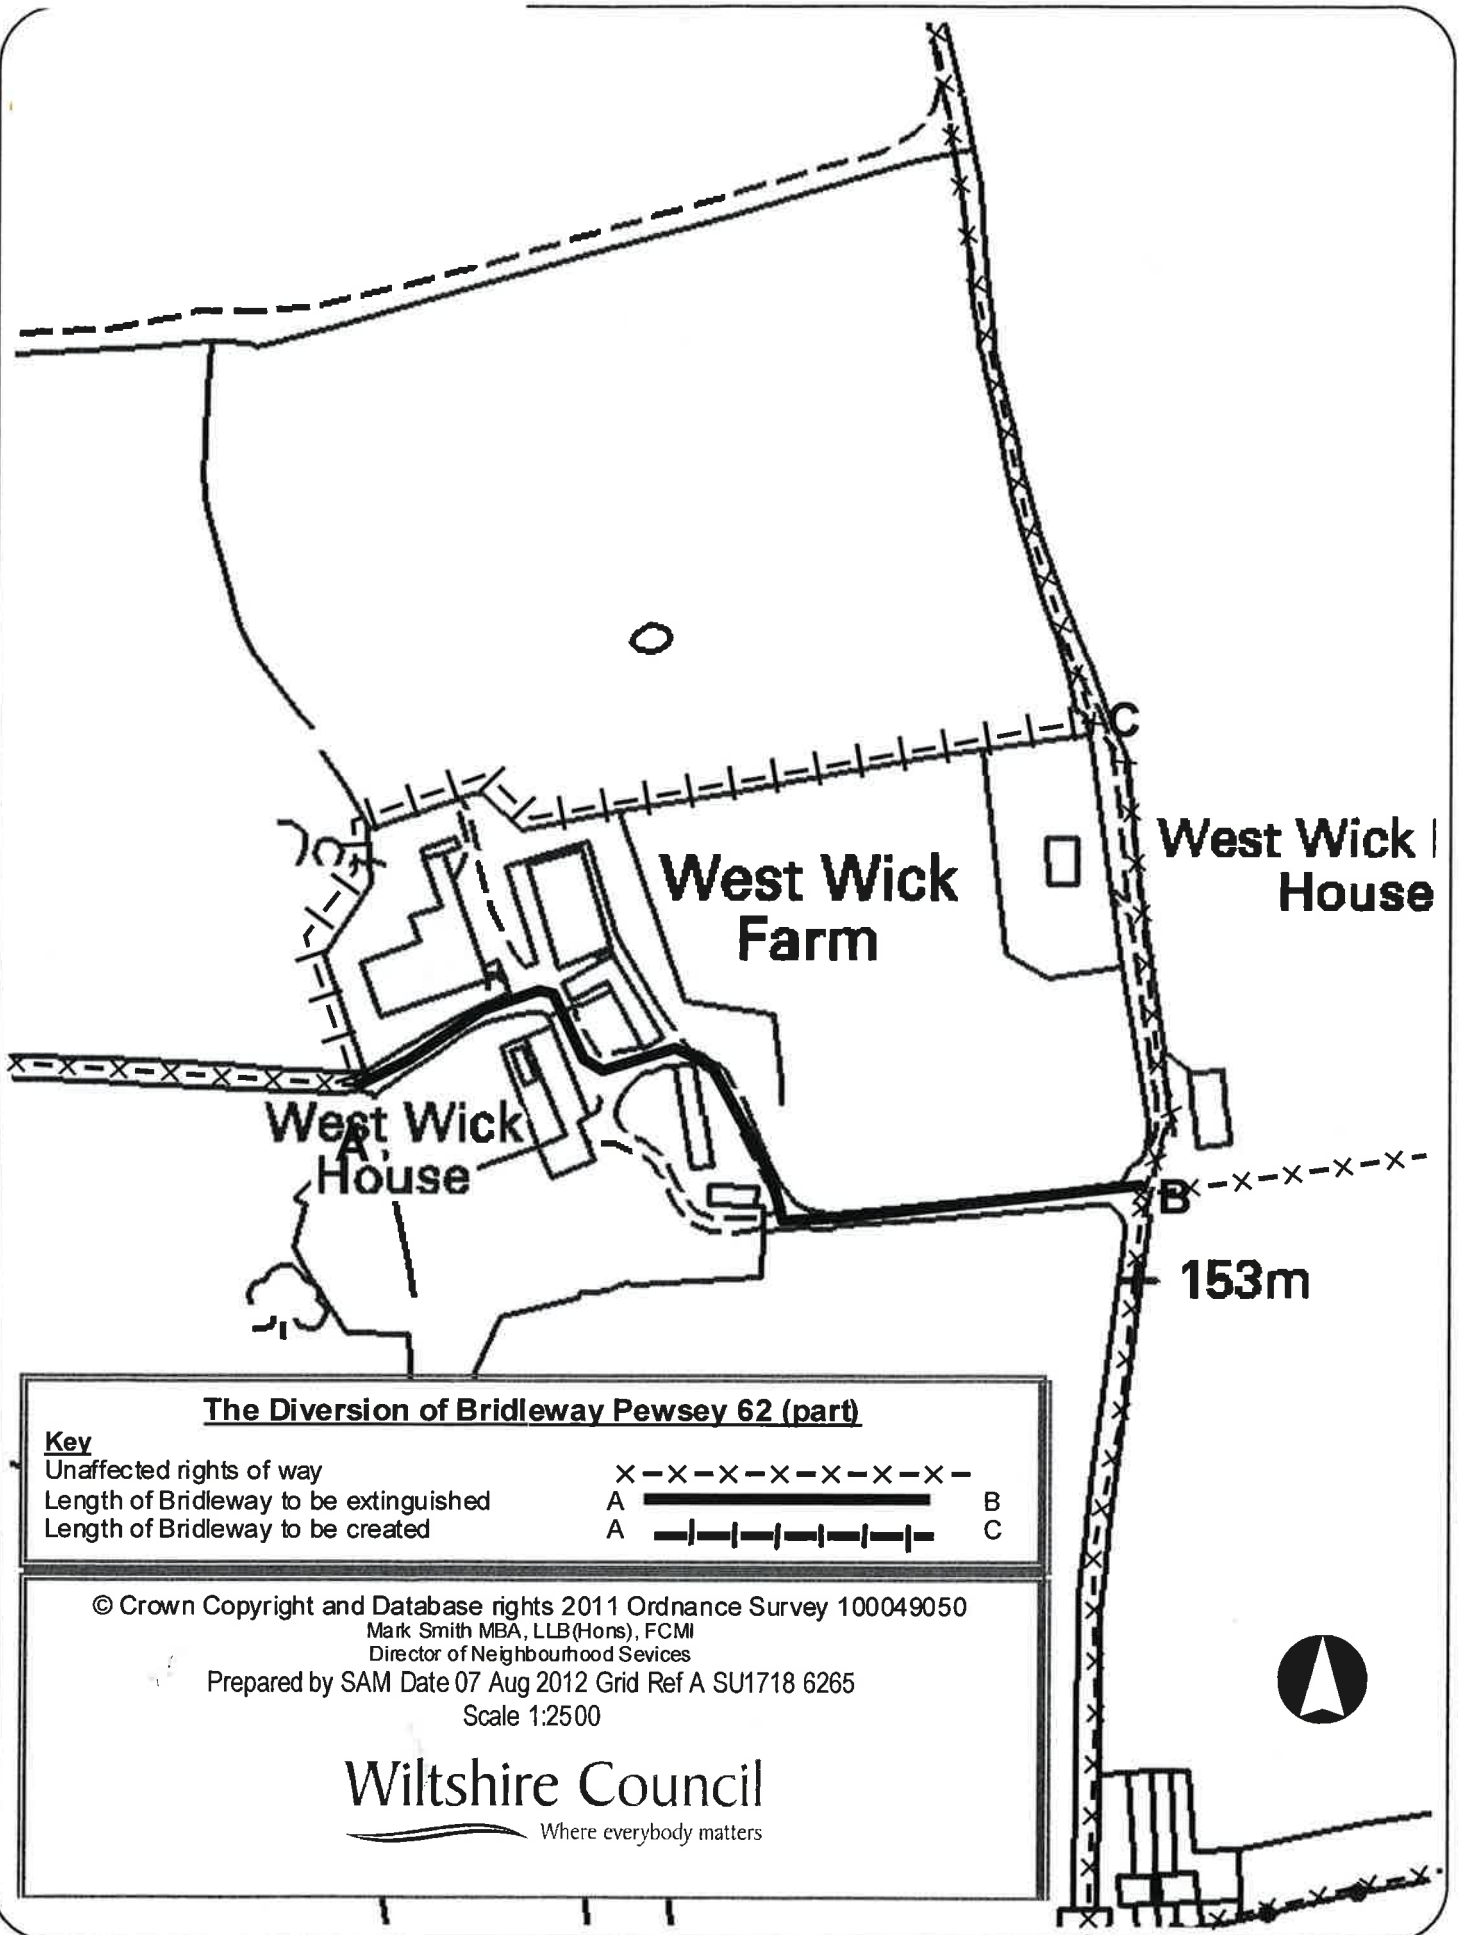 C
West Wick
House
West Wick
Farm
West Wick
A
House
B
153m
The Diversion of Bridleway Pewsey 62 (part)
Key
Unaffected rights of way
Length of Bridleway to be extinguished A B
Length of Bridleway to be created A C
© Crown Copyright and Database rights 2011 Ordnance Survey 100049050
Mark Smith MBA, LLB(Hons), FCMI
Director of Neighbourhood Sevices
Prepared by SAM Date 07 Aug 2012 Grid Ref A SU1718 6265
Scale 1:2500
Wiltshire Council
Where everybody matters